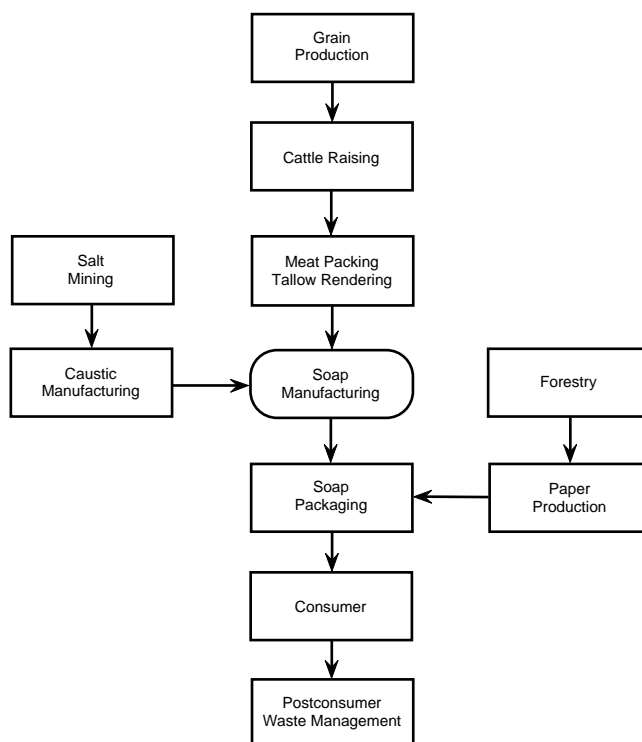 Grain
Production
Cattle Raising
Salt
Mining
Meat Packing
Tallow Rendering
Caustic
Manufacturing
Soap
Manufacturing
Forestry
Soap
Packaging
Paper
Production
Consumer
Postconsumer
Waste Management